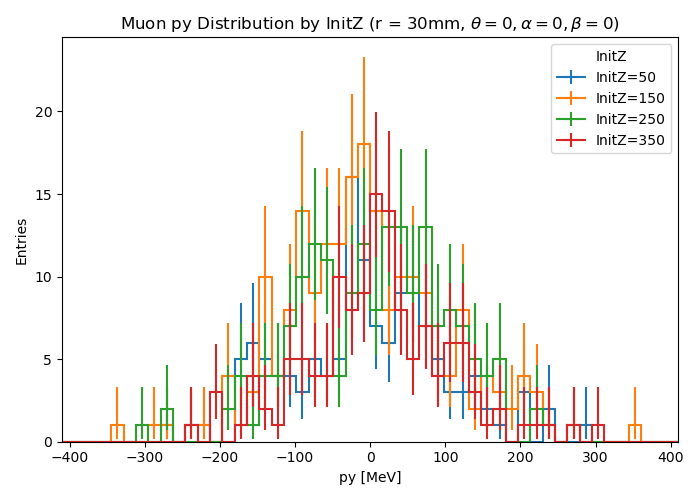 Muon py Distribution by InitZ (r = 30mm, θ = 0, α = 0, β = 0)
InitZ
InitZ=50
InitZ=150
InitZ=250
InitZ=350
Entries
20
15
10
5
0
−400 −300 −200 −100 0 100 200 300 400
py [MeV]